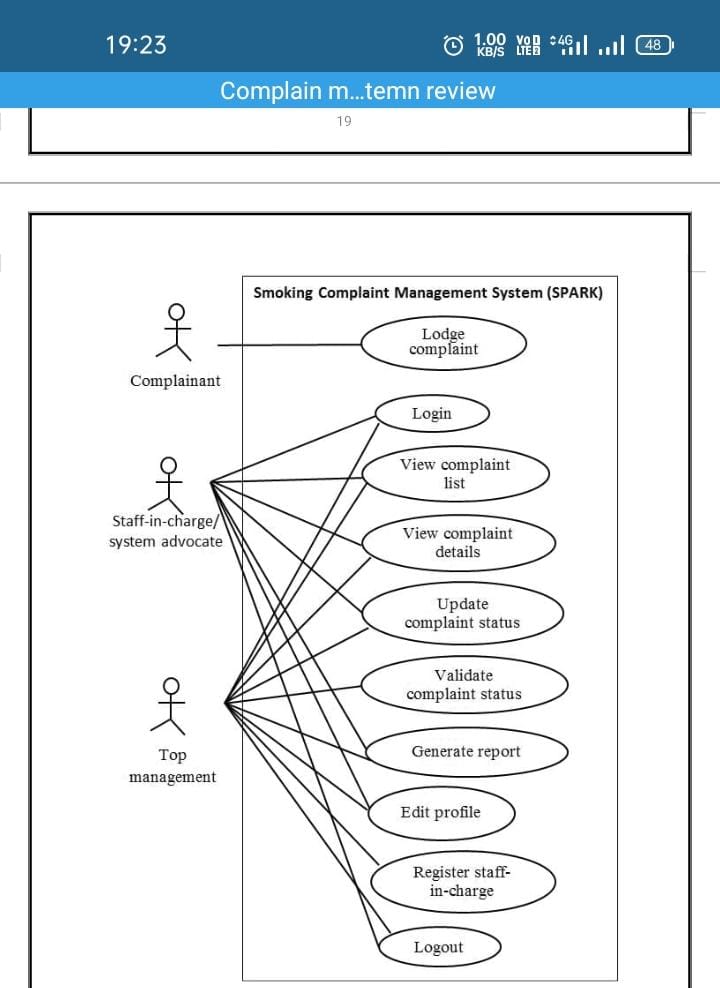 19:23
1.00 KB/S
Vo LTE
4G
48
Complain m...temn review
19
Smoking Complaint Management System (SPARK)
Lodge
complaint
Complainant
Login
View complaint
list
Staff-in-charge/
system advocate
View complaint
details
Update
complaint status
Validate
complaint status
Top
management
Generate report
Edit profile
Register staff-
in-charge
Logout